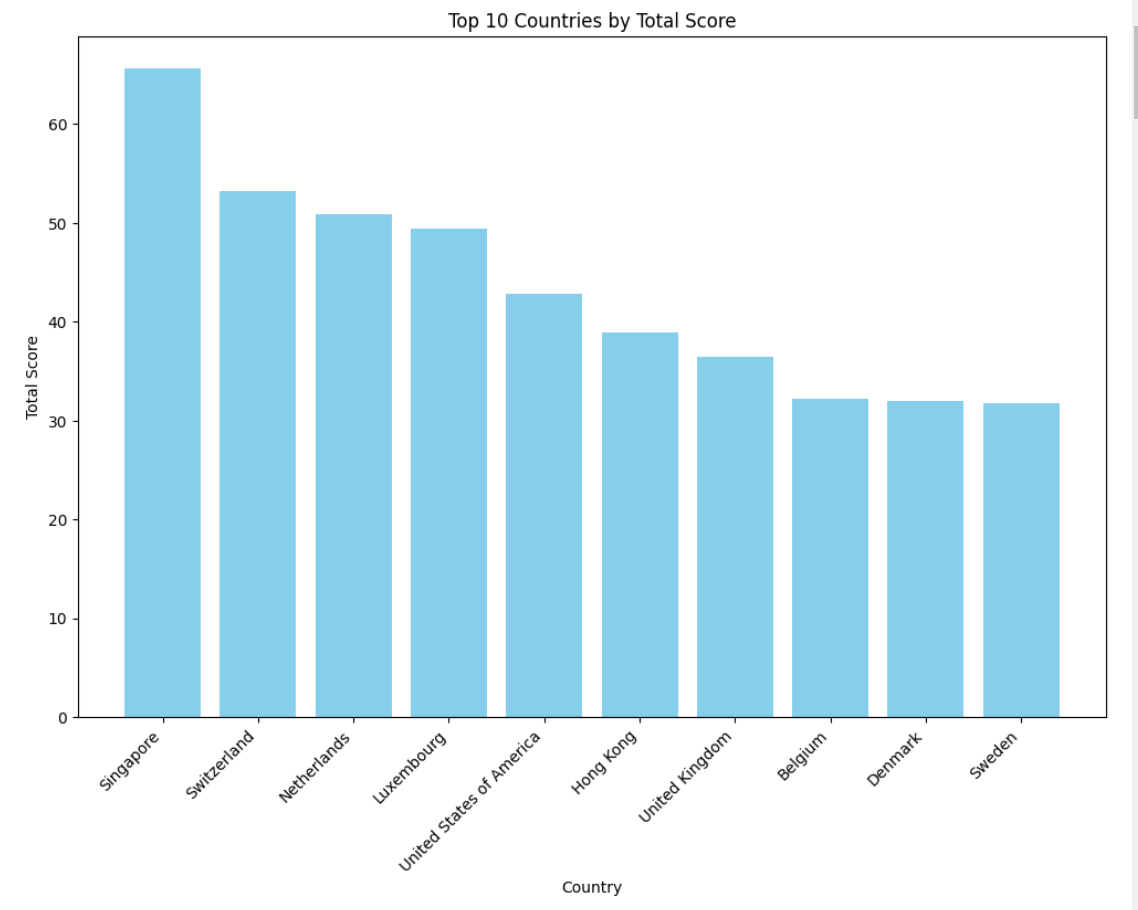 Top 10 Countries by Total Score
Total Score
60
50
40
30
20
10
0
Singapore
Switzerland
Netherlands
Luxembourg
United States of America
Hong Kong
United Kingdom
Belgium
Denmark
Sweden
Country